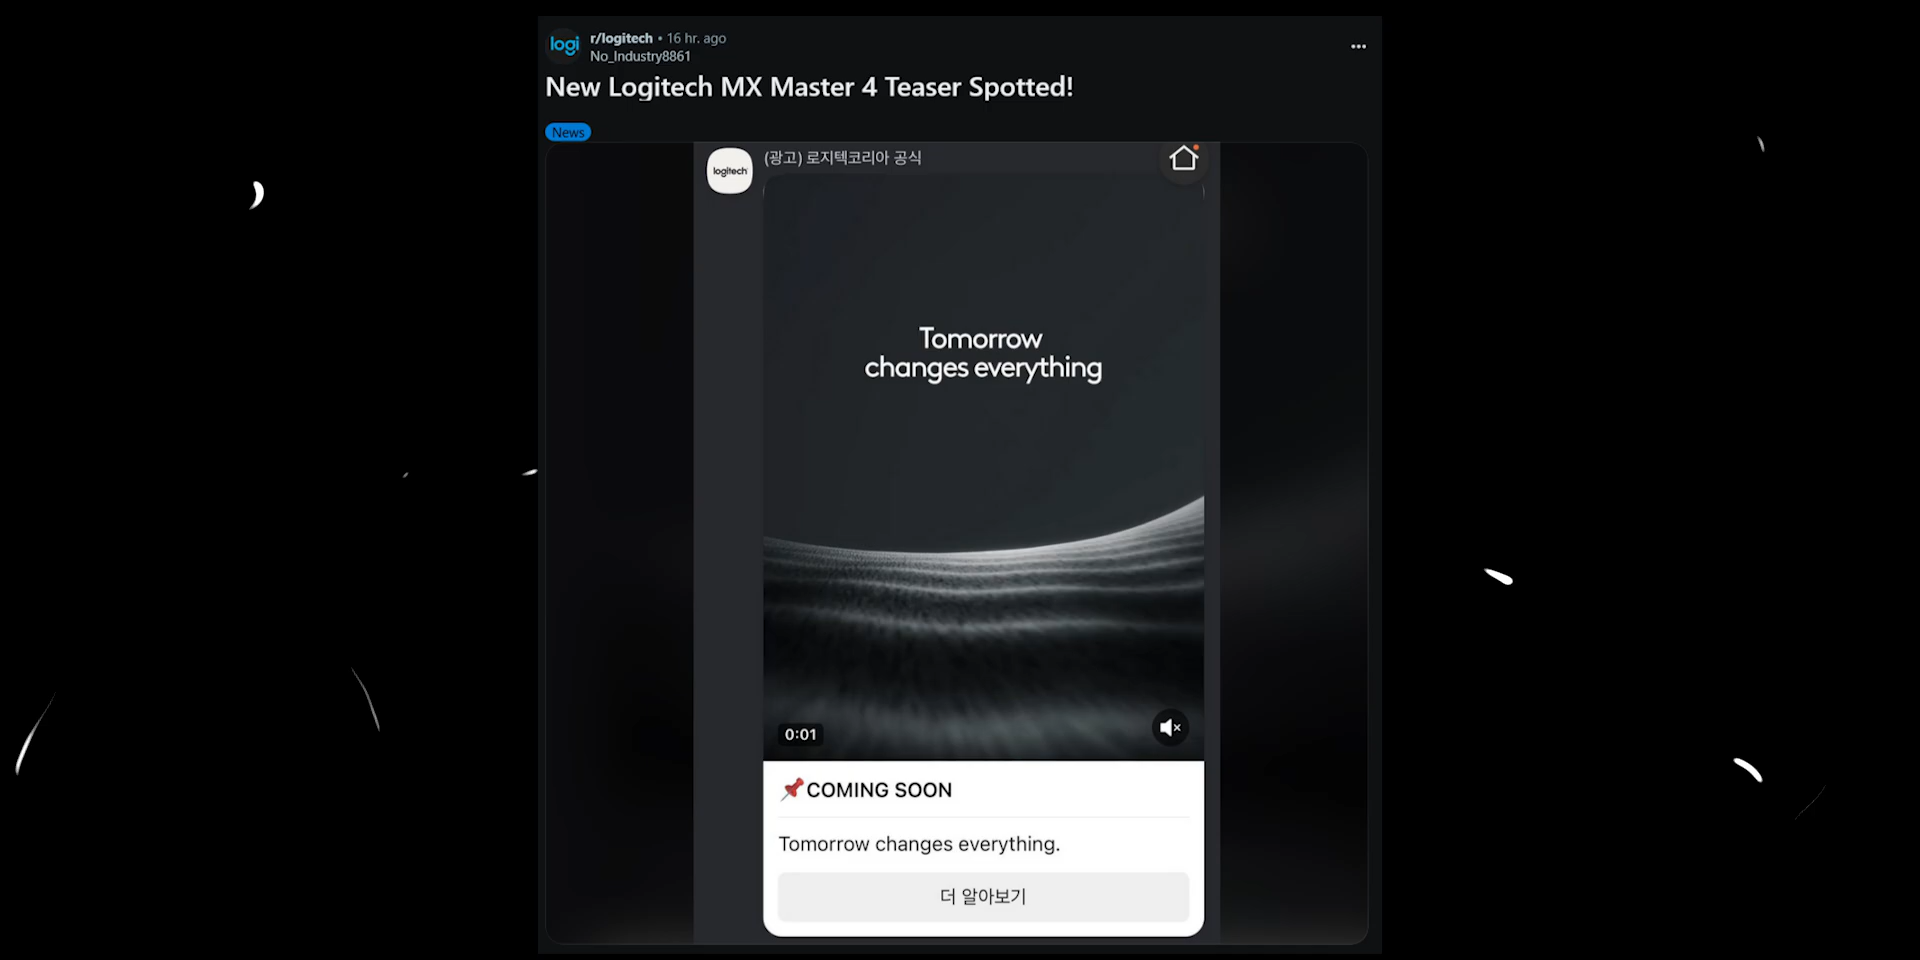 logi
r/logitech • 16 hr. ago
No_Industry8861
New Logitech MX Master 4 Teaser Spotted!
News
logitech
(광고) 로지텍코리아 공식
Tomorrow
changes everything
0:01
📌COMING SOON
Tomorrow changes everything.
더 알아보기